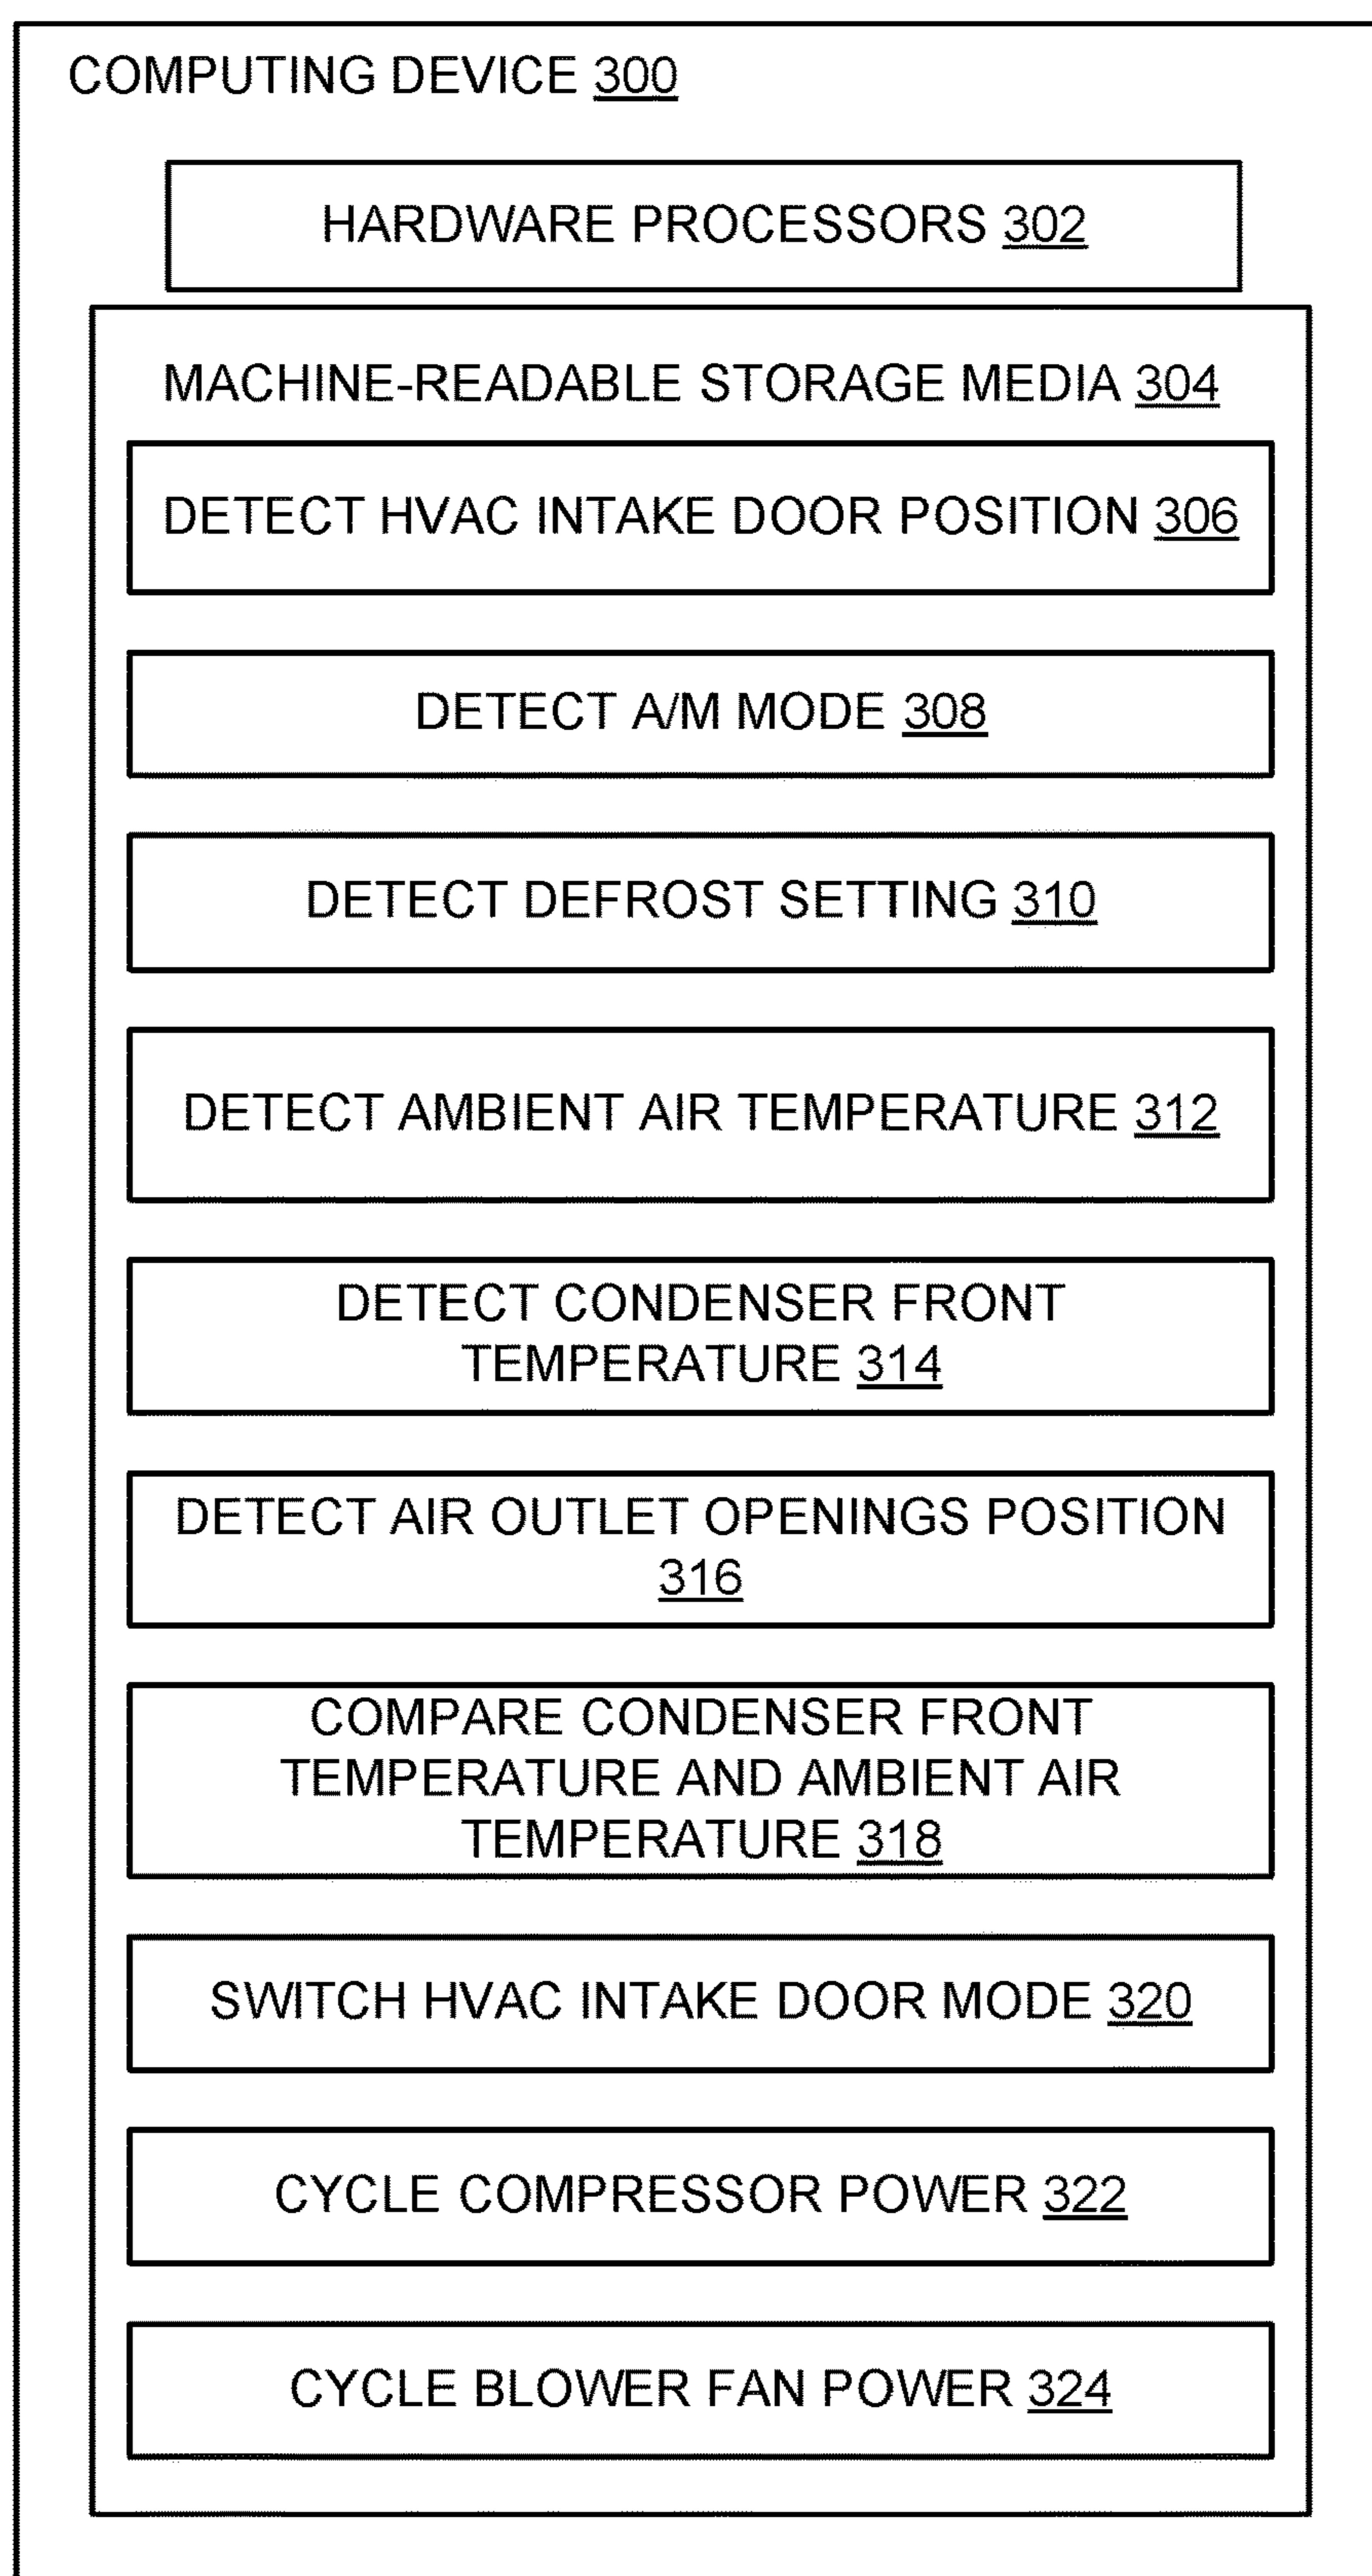 COMPUTING DEVICE 300
HARDWARE PROCESSORS 302
MACHINE-READABLE STORAGE MEDIA 304
DETECT HVAC INTAKE DOOR POSITION 306
DETECT A/M MODE 308
DETECT DEFROST SETTING 310
DETECT AMBIENT AIR TEMPERATURE 312
DETECT CONDENSER FRONT
TEMPERATURE 314
DETECT AIR OUTLET OPENINGS POSITION
316
COMPARE CONDENSER FRONT
TEMPERATURE AND AMBIENT AIR
TEMPERATURE 318
SWITCH HVAC INTAKE DOOR MODE 320
CYCLE COMPRESSOR POWER 322
CYCLE BLOWER FAN POWER 324